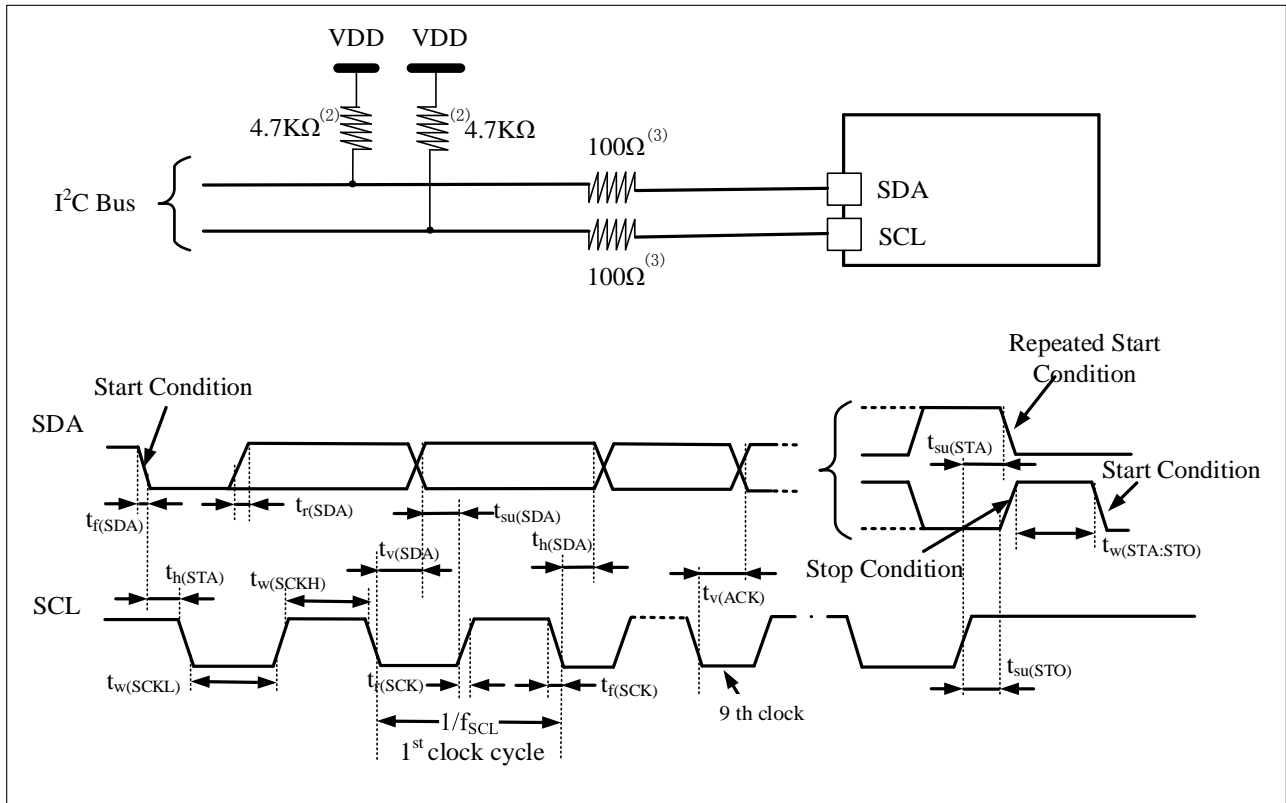 VDD VDD
4.7KΩ(2) (2)4.7KΩ
100Ω(3)
I2C Bus
SDA
SCL
100Ω(3)
Repeated Start
Condition
Start Condition
SDA
tsu(STA)
Start Condition
tf(SDA)
tr(SDA)
tsu(SDA)
tv(SDA)
th(SDA)
tw(STA:STO)
Stop Condition
th(STA)
tw(SCKH)
tv(ACK)
SCL
tw(SCKL)
tf(SCK)
tf(SCK)
tsu(STO)
9 th clock
1/fSCL
1st clock cycle